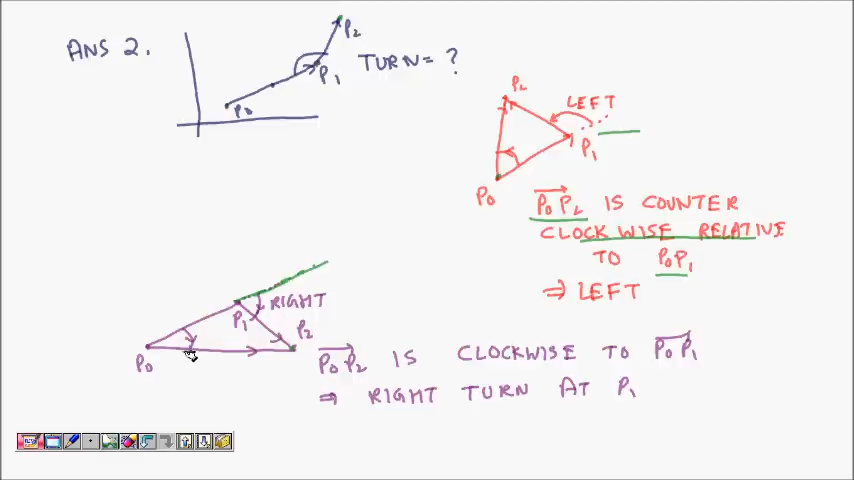 ANS 2.
P2
P1
TURN = ?
P0
P2
LEFT
P1
P0
P0P2 IS COUNTER
CLOCKWISE RELATIVE
TO P0P1
⇒ LEFT
P1
RIGHT
P2
P0
P0P2 IS CLOCKWISE TO P0P1
⇒ RIGHT TURN AT P1